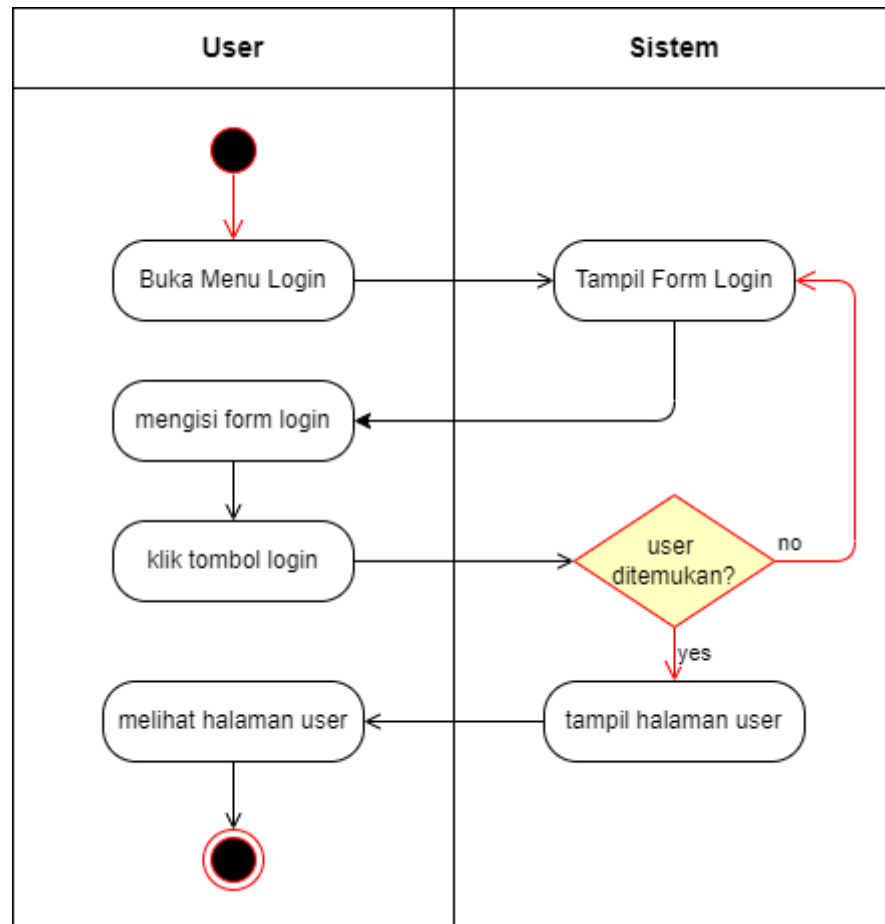 User
Sistem
Buka Menu Login
Tampil Form Login
mengisi form login
klik tombol login
user
ditemukan?
no
yes
melihat halaman user
tampil halaman user